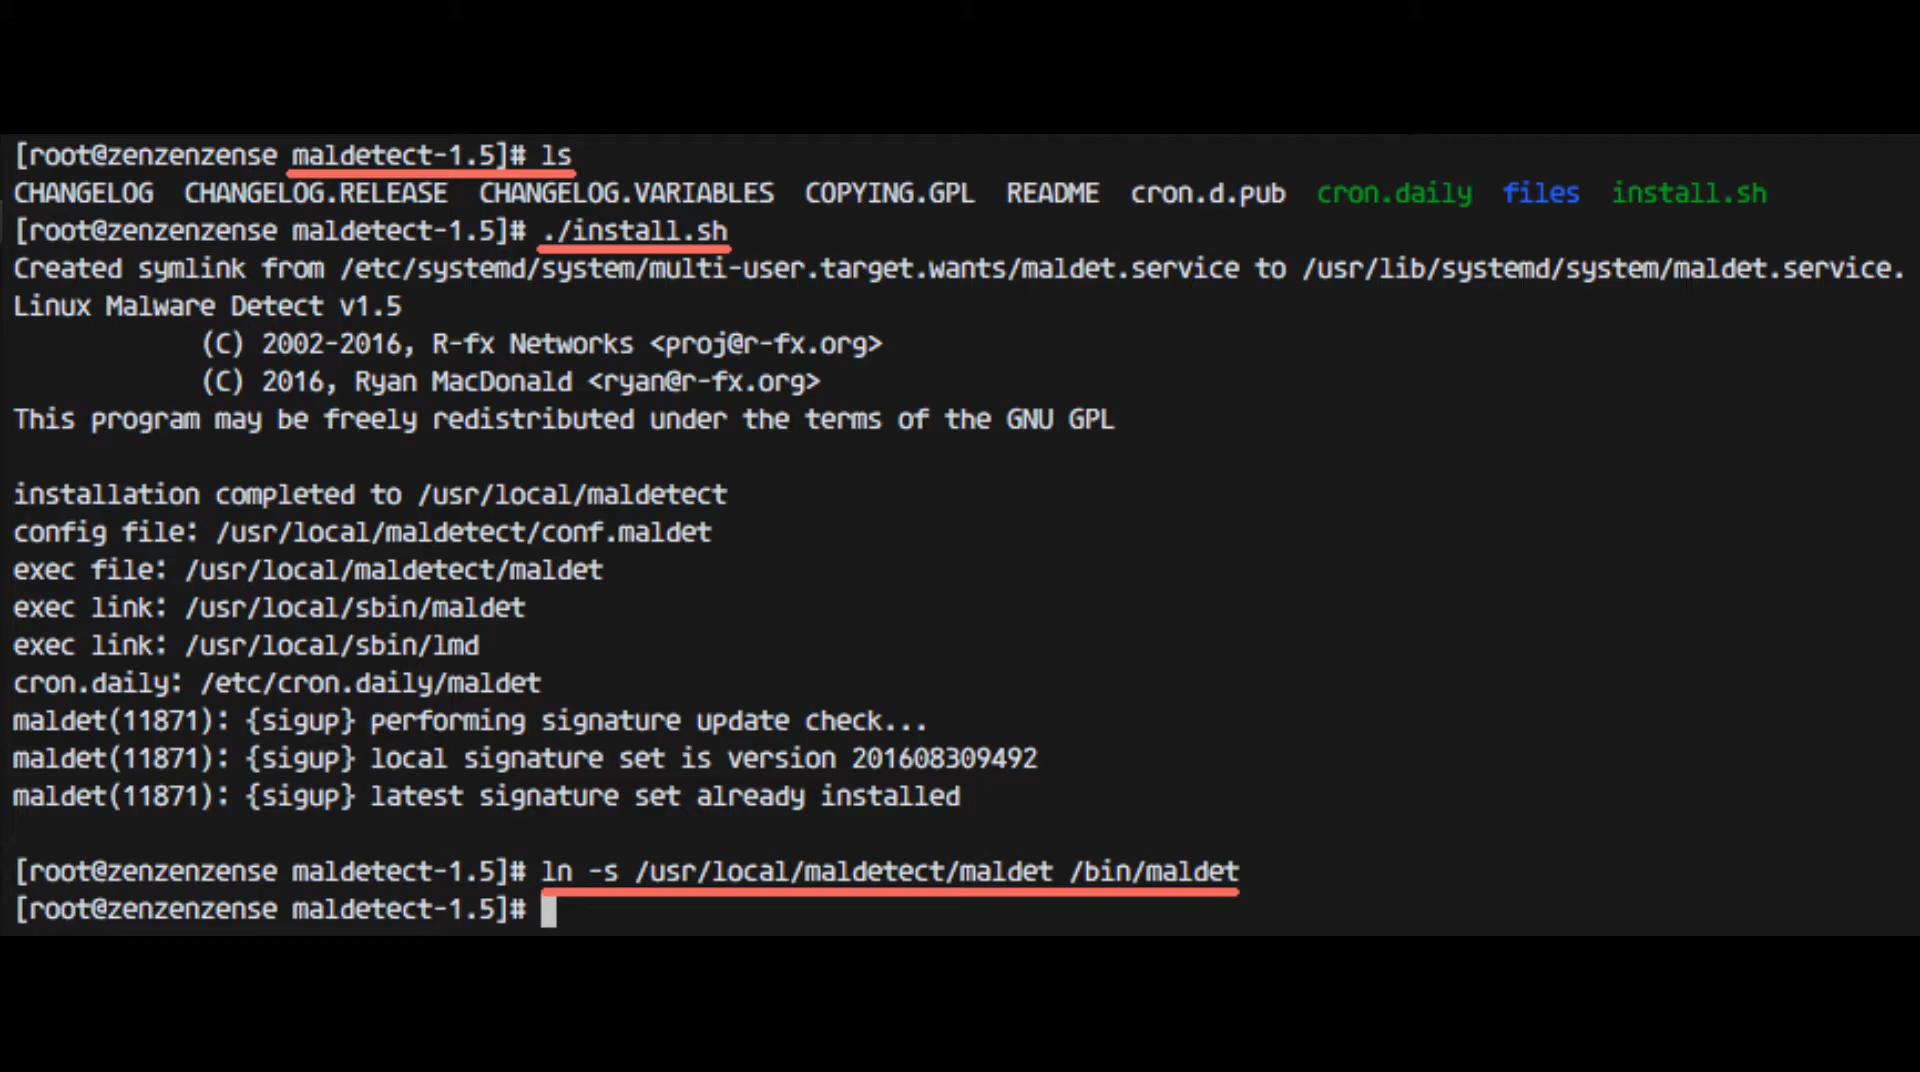 [root@zenzenzense maldetect-1.5]# ls
CHANGELOG  CHANGELOG.RELEASE  CHANGELOG.VARIABLES  COPYING.GPL  README  cron.d.pub  cron.daily  files  install.sh
[root@zenzenzense maldetect-1.5]# ./install.sh
Created symlink from /etc/systemd/system/multi-user.target.wants/maldet.service to /usr/lib/systemd/system/maldet.service.
Linux Malware Detect v1.5
            (C) 2002-2016, R-fx Networks <proj@r-fx.org>
            (C) 2016, Ryan MacDonald <ryan@r-fx.org>
This program may be freely redistributed under the terms of the GNU GPL

installation completed to /usr/local/maldetect
config file: /usr/local/maldetect/conf.maldet
exec file: /usr/local/maldetect/maldet
exec link: /usr/local/sbin/maldet
exec link: /usr/local/sbin/lmd
cron.daily: /etc/cron.daily/maldet
maldet(11871): {sigup} performing signature update check...
maldet(11871): {sigup} local signature set is version 201608309492
maldet(11871): {sigup} latest signature set already installed

[root@zenzenzense maldetect-1.5]# ln -s /usr/local/maldetect/maldet /bin/maldet
[root@zenzenzense maldetect-1.5]#